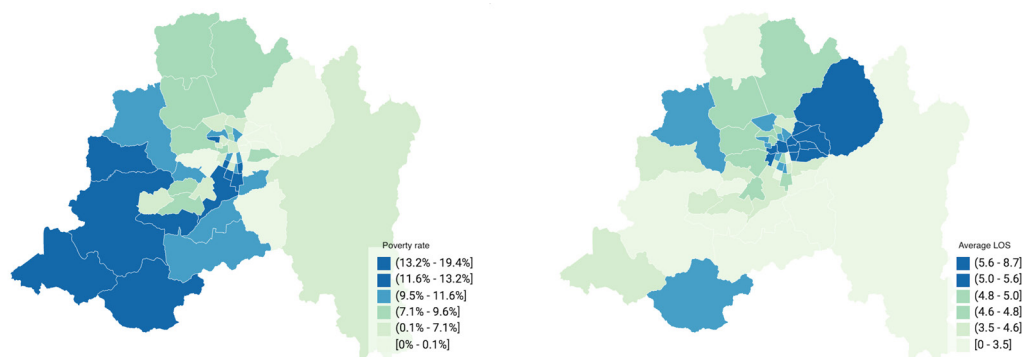 Poverty rate
(13.2% - 19.4%]
(11.6% - 13.2%]
(9.5% - 11.6%]
(7.1% - 9.6%]
(0.1% - 7.1%]
[0% - 0.1%]
Average LOS
(5.6 - 8.7]
(5.0 - 5.6]
(4.8 - 5.0]
(4.6 - 4.8]
(3.5 - 4.6]
[0 - 3.5]